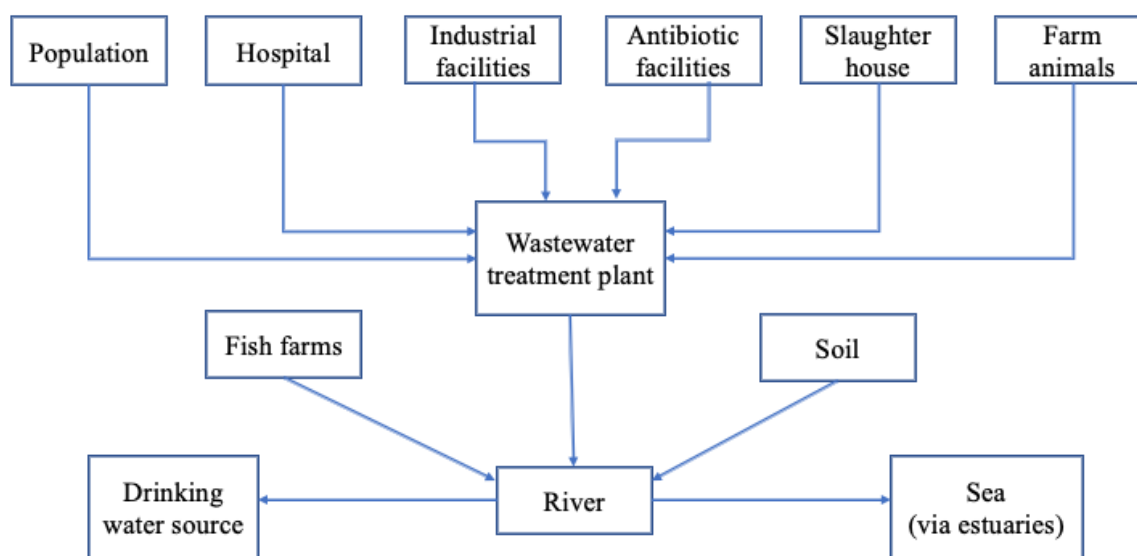 Population
Hospital
Industrial
facilities
Antibiotic
facilities
Slaughter
house
Farm
animals
Wastewater
treatment plant
Fish farms
Soil
Drinking
water source
River
Sea
(via estuaries)